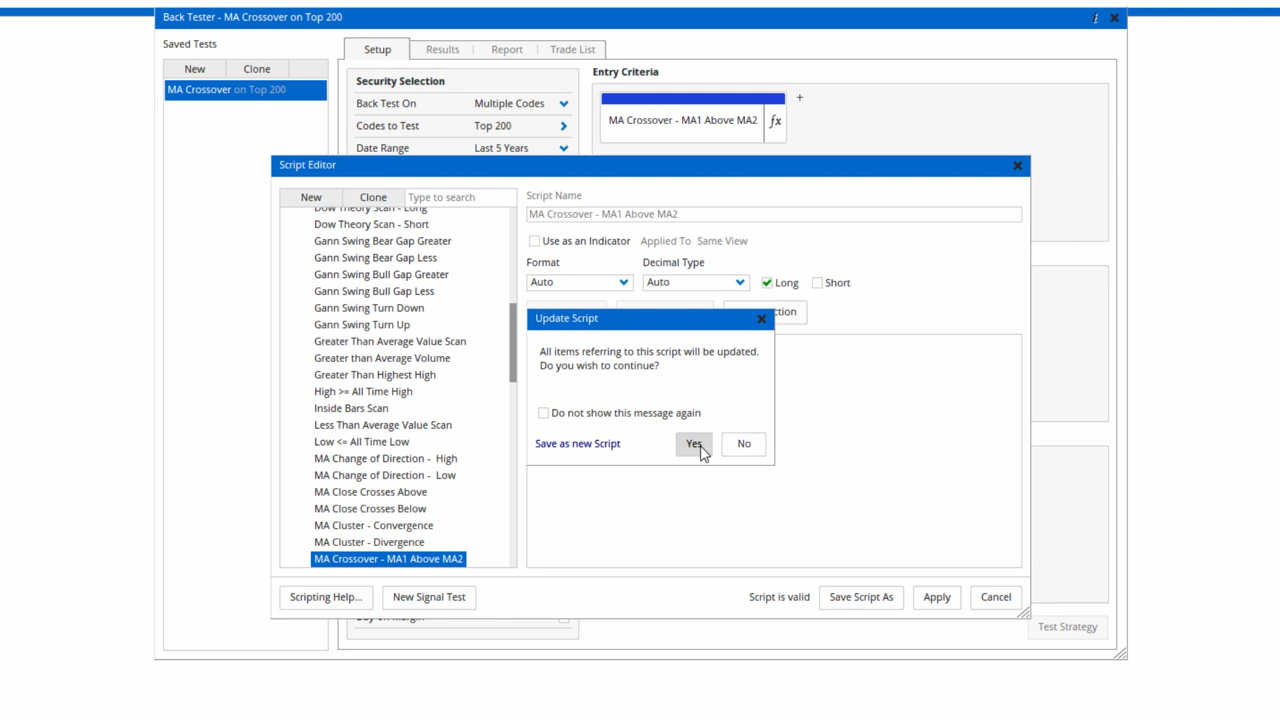 Back Tester - MA Crossover on Top 200
i
Saved Tests
New
Clone
MA Crossover on Top 200
Setup
Results
Report
Trade List
Security Selection
Back Test On
Multiple Codes
Codes to Test
Top 200
Date Range
Last 5 Years
Entry Criteria
MA Crossover - MA1 Above MA2
fx
+
Script Editor
New
Clone
Type to search
Dow Theory Scan - Long
Dow Theory Scan - Short
Gann Swing Bear Gap Greater
Gann Swing Bear Gap Less
Gann Swing Bull Gap Greater
Gann Swing Bull Gap Less
Gann Swing Turn Down
Gann Swing Turn Up
Greater Than Average Value Scan
Greater than Average Volume
Greater Than Highest High
High >= All Time High
Inside Bars Scan
Less Than Average Value Scan
Low <= All Time Low
MA Change of Direction - High
MA Change of Direction - Low
MA Close Crosses Above
MA Close Crosses Below
MA Cluster - Convergence
MA Cluster - Divergence
MA Crossover - MA1 Above MA2
Script Name
MA Crossover - MA1 Above MA2
Use as an Indicator
Applied To
Same View
Format
Decimal Type
Auto
Auto
Long
Short
ction
Update Script
All items referring to this script will be updated.
Do you wish to continue?
Do not show this message again
Save as new Script
Yes
No
Scripting Help...
New Signal Test
Script is valid
Save Script As
Apply
Cancel
Buy on Margin
Test Strategy